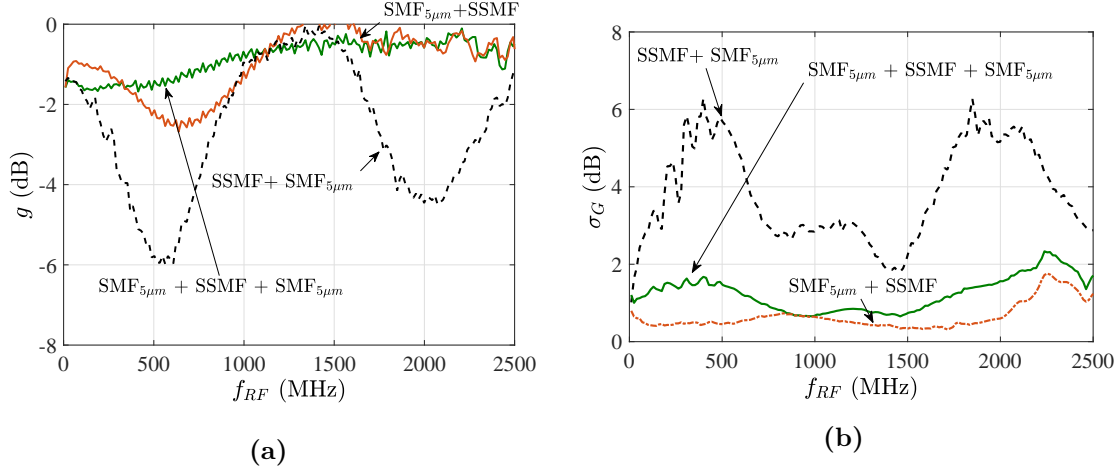 SMF5μm+SSMF
0
-2
-4
-6
-8
g (dB)
SSMF+ SMF5μm
SMF5μm + SSMF + SMF5μm
0 500 1000 1500 2000 2500
fRF (MHz)
(a)
SSMF+ SMF5μm
SMF5μm + SSMF + SMF5μm
8
6
4
2
0
σG (dB)
SMF5μm + SSMF
0 500 1000 1500 2000 2500
fRF (MHz)
(b)